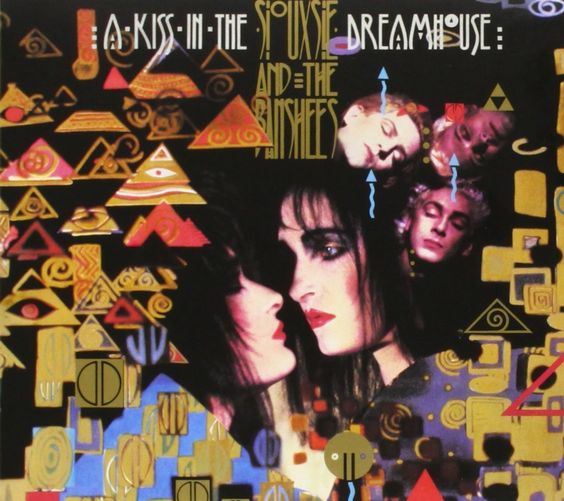 :A·KISS·IN·THE
SIOUXSIE
AND THE
BANSHEES
DREAMHOUSE: